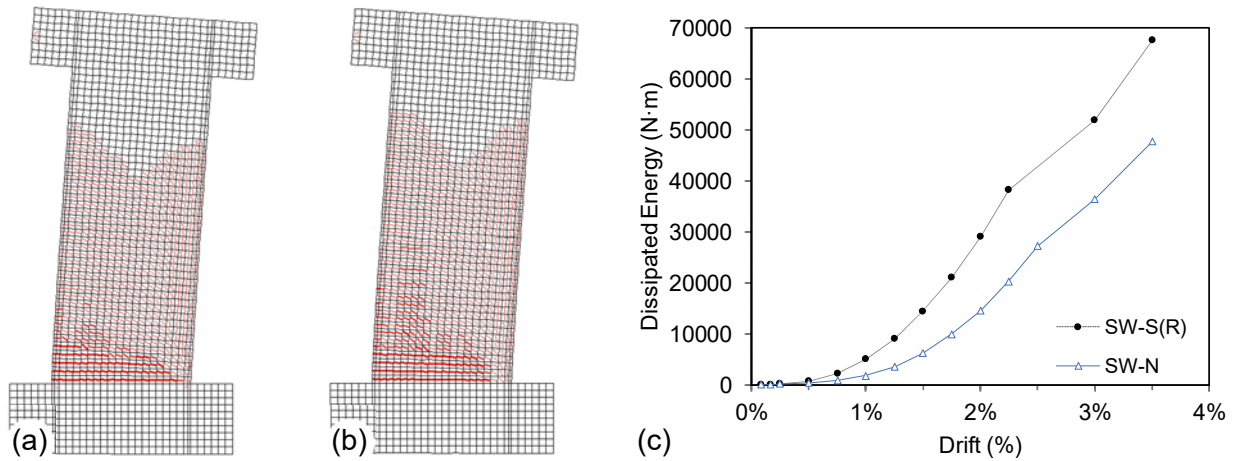 (a)
(b)
(c)
Dissipated Energy (N·m)
70000
60000
50000
40000
30000
20000
10000
0
SW-S(R)
SW-N
0% 1% 2% 3% 4%
Drift (%)